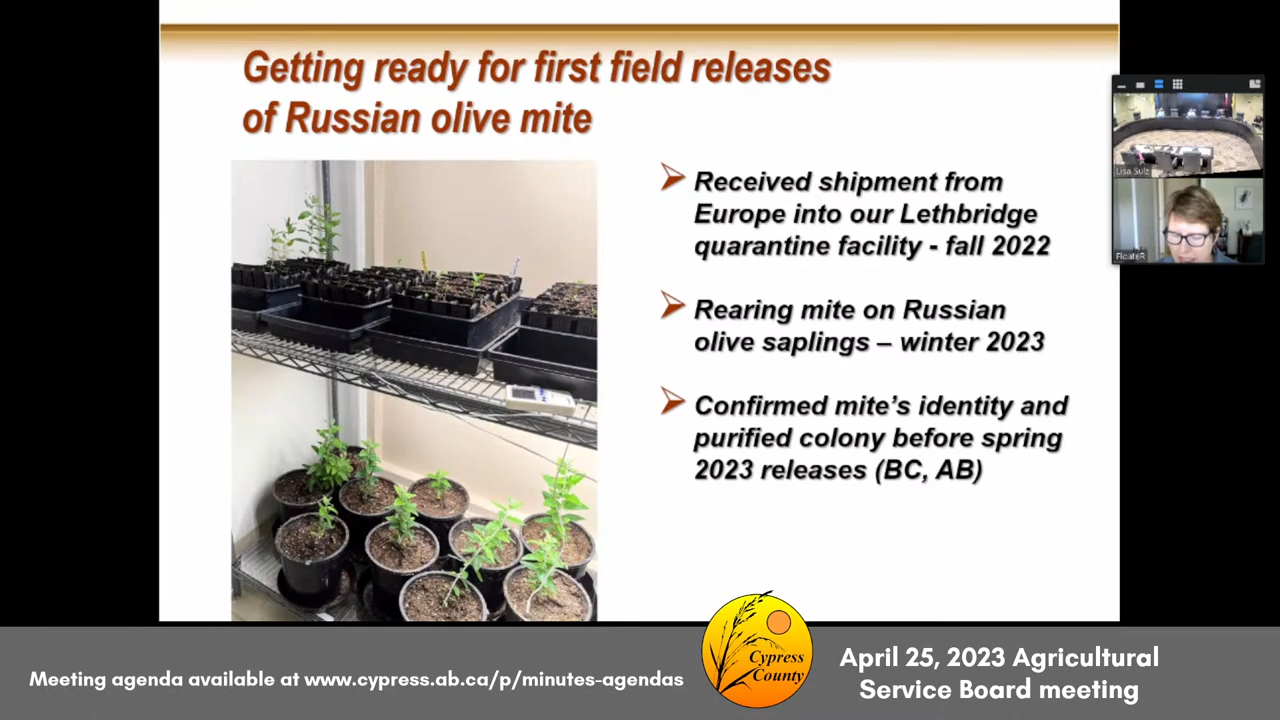 Getting ready for first field releases
of Russian olive mite
Received shipment from
Europe into our Lethbridge
quarantine facility - fall 2022
Rearing mite on Russian
olive saplings – winter 2023
Confirmed mite's identity and
purified colony before spring
2023 releases (BC, AB)
Lisa Sulz
FloateR
Meeting agenda available at www.cypress.ab.ca/p/minutes-agendas
Cypress
County
April 25, 2023 Agricultural
Service Board meeting